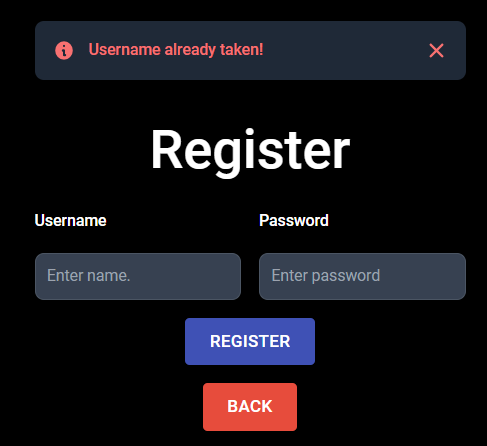 Username already taken!
Register
Username Password
Enter name. Enter password
REGISTER
BACK